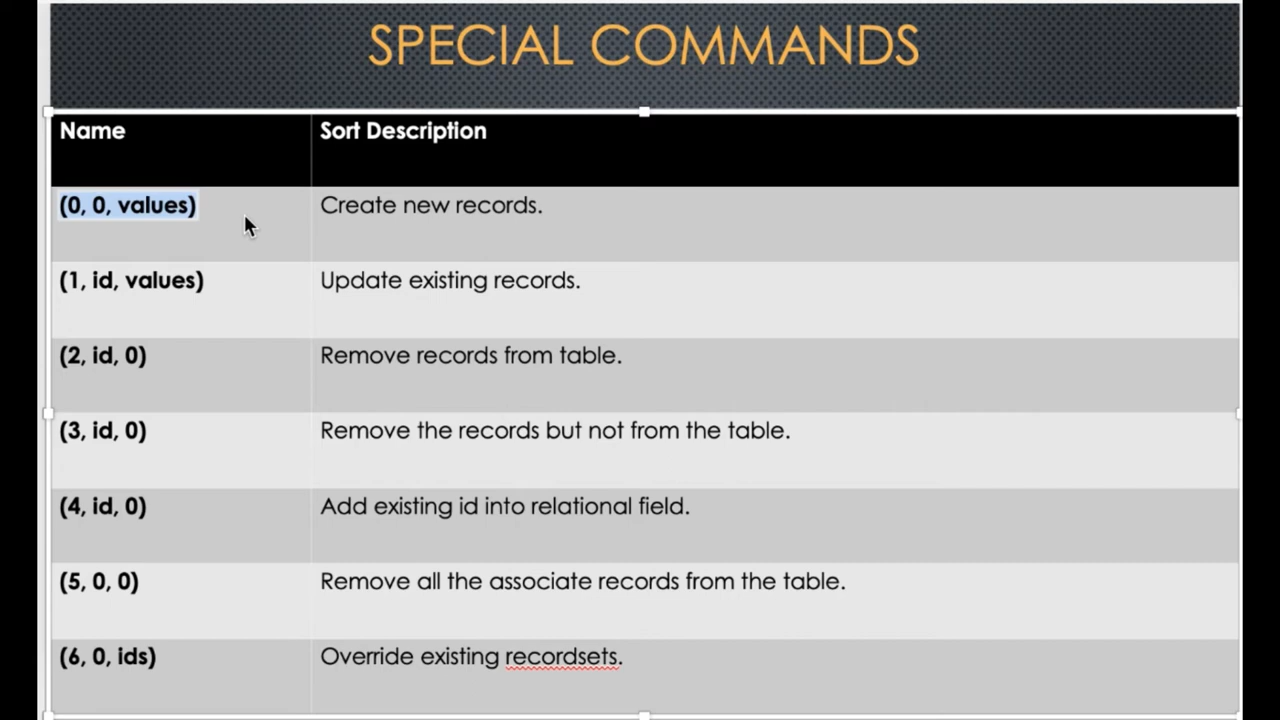 SPECIAL COMMANDS
Name
Sort Description
(0, 0, values)
Create new records.
(1, id, values)
Update existing records.
(2, id, 0)
Remove records from table.
(3, id, 0)
Remove the records but not from the table.
(4, id, 0)
Add existing id into relational field.
(5, 0, 0)
Remove all the associate records from the table.
(6, 0, ids)
Override existing recordsets.